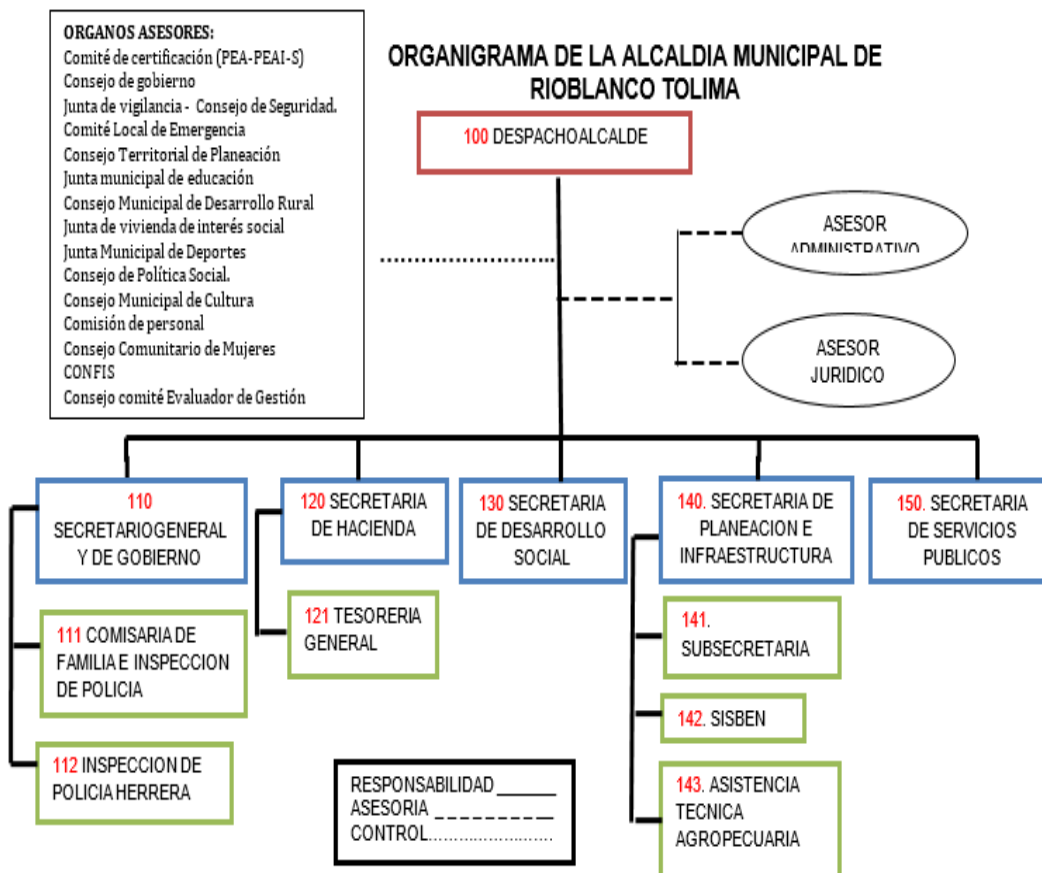 ORGANOS ASESORES:
Comité de certificación (PEA-PEAI-S)
Consejo de gobierno
Junta de vigilancia - Consejo de Seguridad.
Comité Local de Emergencia
Consejo Territorial de Planeación
Junta municipal de educación
Consejo Municipal de Desarrollo Rural
Junta de vivienda de interés social
Junta Municipal de Deportes
Consejo de Política Social.
Consejo Municipal de Cultura
Comisión de personal
Consejo Comunitario de Mujeres
CONFIS
Consejo comité Evaluador de Gestión
ORGANIGRAMA DE LA ALCALDIA MUNICIPAL DE
RIOBLANCO TOLIMA
100 DESPACHOALCALDE
ASESOR
ADMINISTRATIVO
ASESOR
JURIDICO
110
SECRETARIOGENERAL
Y DE GOBIERNO
120 SECRETARIA
DE HACIENDA
130 SECRETARIA
DE DESARROLLO
SOCIAL
140. SECRETARIA DE
PLANEACION E
INFRAESTRUCTURA
150. SECRETARIA
DE SERVICIOS
PUBLICOS
111 COMISARIA DE
FAMILIA E INSPECCION
DE POLICIA
112 INSPECCION DE
POLICIA HERRERA
121 TESORERIA
GENERAL
141.
SUBSECRETARIA
142. SISBEN
143. ASISTENCIA
TECNICA
AGROPECUARIA
RESPONSABILIDAD ______
ASESORIA _ _ _ _ _ _ _ _ _ _
CONTROL........................